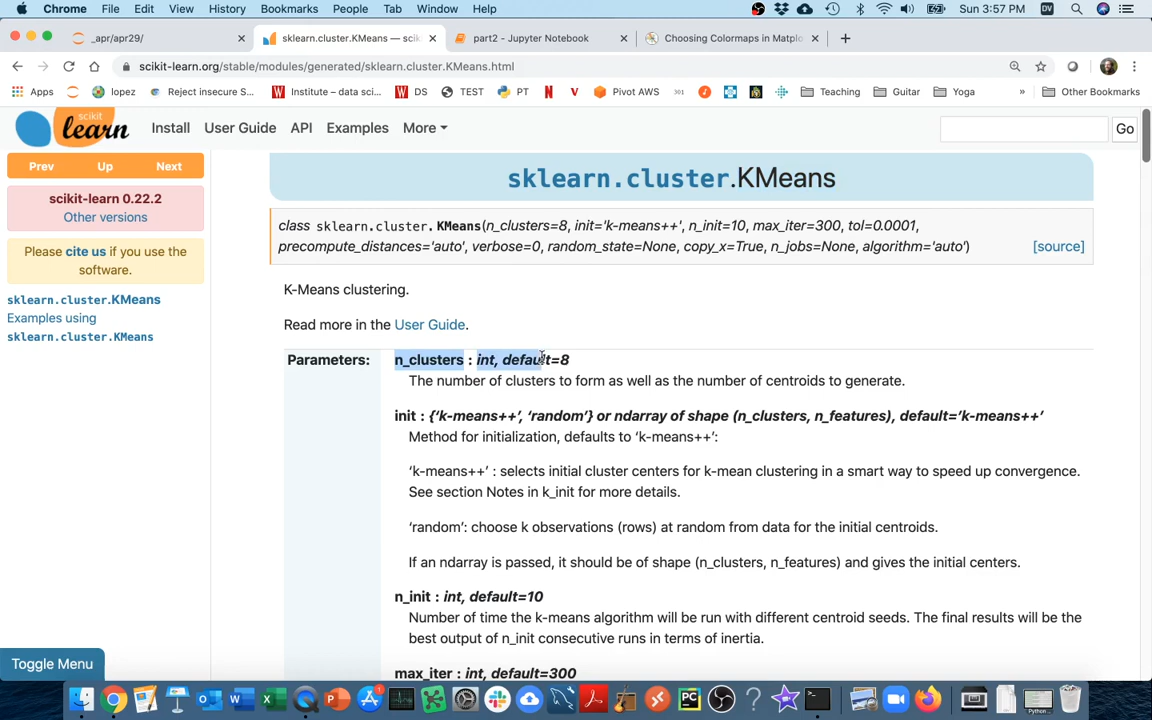 Chrome File Edit View History Bookmarks People Tab Window Help Sun 3:57 PM DV
_apr/apr29/ sklearn.cluster.KMeans — scik part2 - Jupyter Notebook Choosing Colormaps in Matplo
scikit-learn.org/stable/modules/generated/sklearn.cluster.KMeans.html
Apps lopez Reject insecure S... Institute – data sci... DS TEST PT Pivot AWS 301 Teaching Guitar Yoga » Other Bookmarks
scikit
learn Install User Guide API Examples More Go
Prev Up Next
scikit-learn 0.22.2
Other versions
Please cite us if you use the
software.
sklearn.cluster.KMeans
Examples using
sklearn.cluster.KMeans
sklearn.cluster.KMeans
class sklearn.cluster.KMeans(n_clusters=8, init='k-means++', n_init=10, max_iter=300, tol=0.0001,
precompute_distances='auto', verbose=0, random_state=None, copy_x=True, n_jobs=None, algorithm='auto') [source]
K-Means clustering.
Read more in the User Guide.
Parameters: n_clusters : int, default=8
The number of clusters to form as well as the number of centroids to generate.
init : {‘k-means++’, ‘random’} or ndarray of shape (n_clusters, n_features), default=’k-means++’
Method for initialization, defaults to ‘k-means++’:
‘k-means++’ : selects initial cluster centers for k-mean clustering in a smart way to speed up convergence.
See section Notes in k_init for more details.
‘random’: choose k observations (rows) at random from data for the initial centroids.
If an ndarray is passed, it should be of shape (n_clusters, n_features) and gives the initial centers.
n_init : int, default=10
Number of time the k-means algorithm will be run with different centroid seeds. The final results will be the
best output of n_init consecutive runs in terms of inertia.
max_iter : int, default=300
Toggle Menu